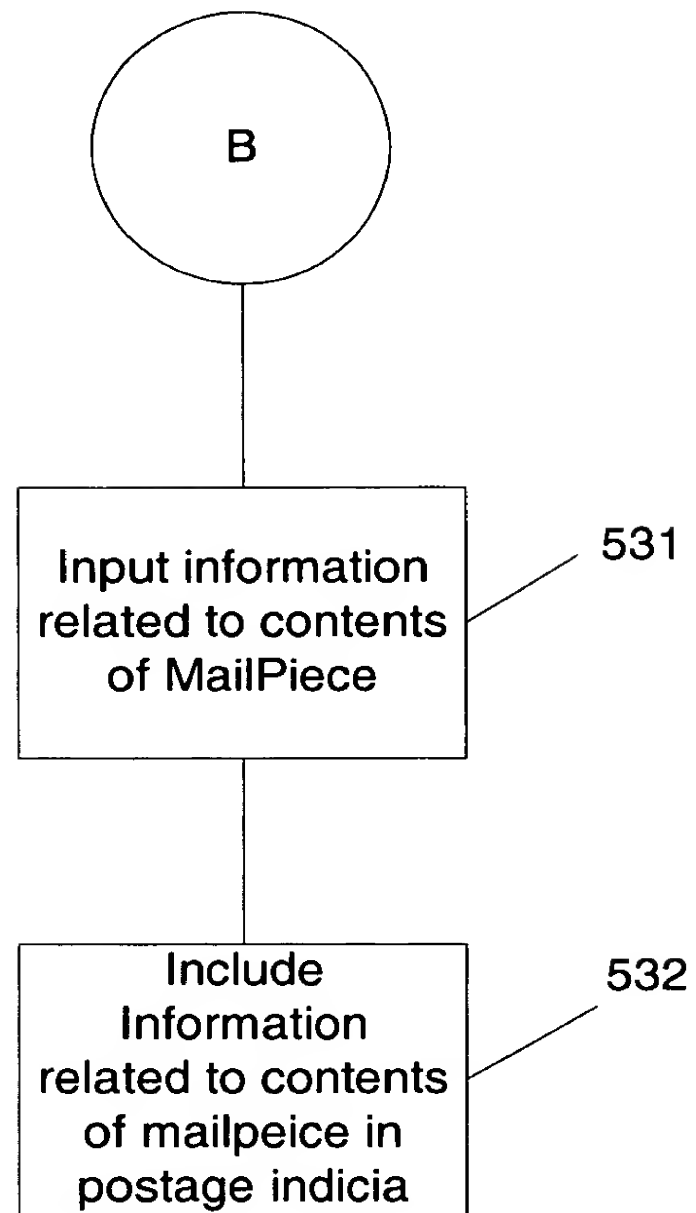 B
Input information
related to contents
of MailPiece
531
Include
Information
related to contents
of mailpeice in
postage indicia
532